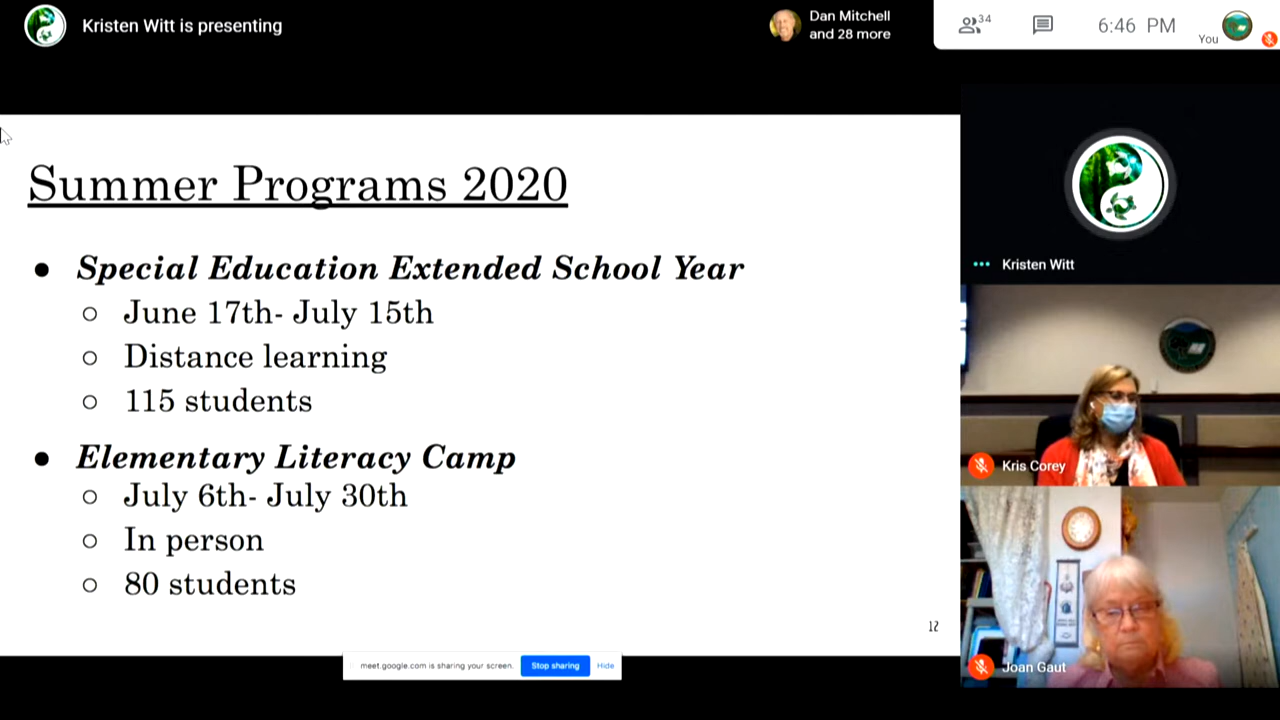 Kristen Witt is presenting
Dan Mitchell
and 28 more
34
6:46 PM
You
Summer Programs 2020
● Special Education Extended School Year
○ June 17th- July 15th
○ Distance learning
○ 115 students
● Elementary Literacy Camp
○ July 6th- July 30th
○ In person
○ 80 students
12
Kristen Witt
Kris Corey
Joan Gaut
meet.google.com is sharing your screen.
Stop sharing
Hide